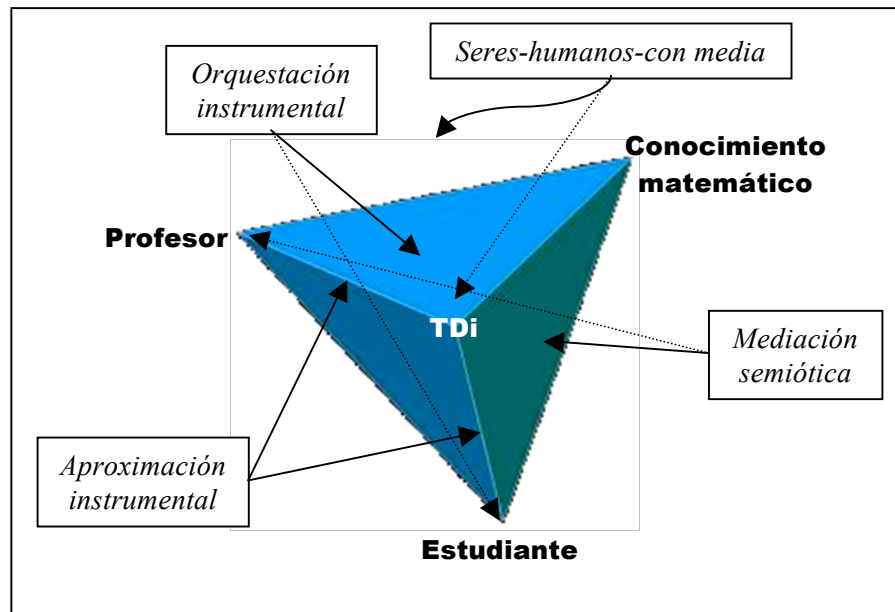 Seres-humanos-con media
Orquestación
instrumental
Conocimiento
matemático
Profesor
TDi
Mediación
semiótica
Aproximación
instrumental
Estudiante